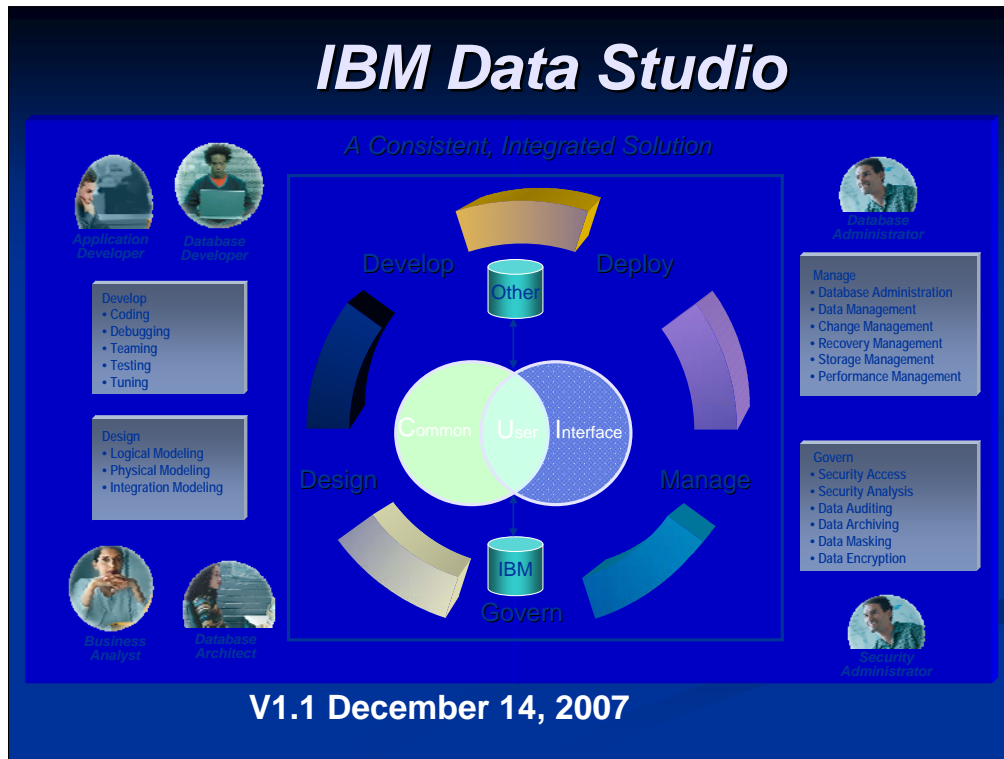 IBM Data Studio
A Consistent, Integrated Solution
Application
Developer
Database
Developer
Develop
• Coding
• Debugging
• Teaming
• Testing
• Tuning
Design
• Logical Modeling
• Physical Modeling
• Integration Modeling
Business
Analyst
Database
Architect
Develop
Deploy
Other
Common User Interface
Design
Manage
IBM
Govern
Database
Administrator
Manage
• Database Administration
• Data Management
• Change Management
• Recovery Management
• Storage Management
• Performance Management
Govern
• Security Access
• Security Analysis
• Data Auditing
• Data Archiving
• Data Masking
• Data Encryption
Security
Administrator
V1.1 December 14, 2007